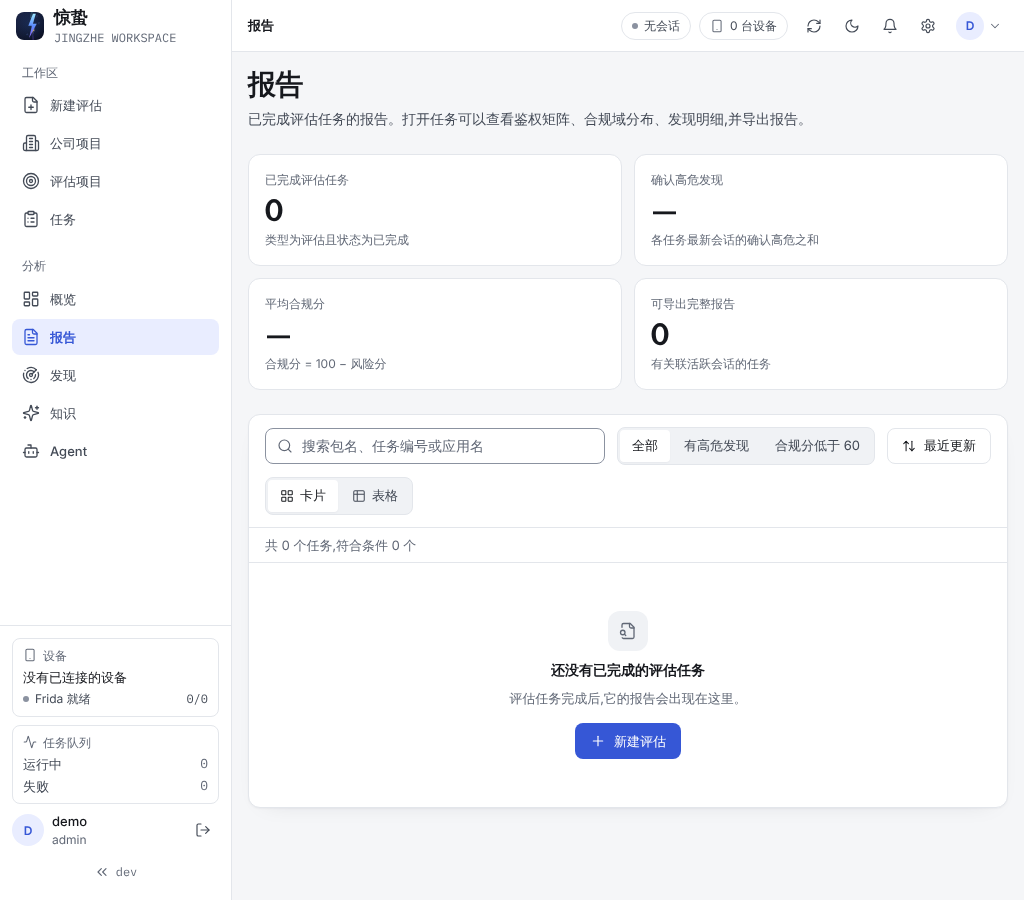 惊蛰
JINGZHE WORKSPACE
工作区
新建评估
公司项目
评估项目
任务
分析
概览
报告
发现
知识
Agent
设备
没有已连接的设备
Frida 就绪 0/0
任务队列
运行中 0
失败 0
D demo
admin
dev
报告
无会话
0 台设备
D
报告
已完成评估任务的报告。打开任务可以查看鉴权矩阵、合规域分布、发现明细,并导出报告。
已完成评估任务
0
类型为评估且状态为已完成
确认高危发现
—
各任务最新会话的确认高危之和
平均合规分
—
合规分 = 100 − 风险分
可导出完整报告
0
有关联活跃会话的任务
搜索包名、任务编号或应用名
全部 有高危发现 合规分低于 60
最近更新
卡片 表格
共 0 个任务,符合条件 0 个
还没有已完成的评估任务
评估任务完成后,它的报告会出现在这里。
新建评估